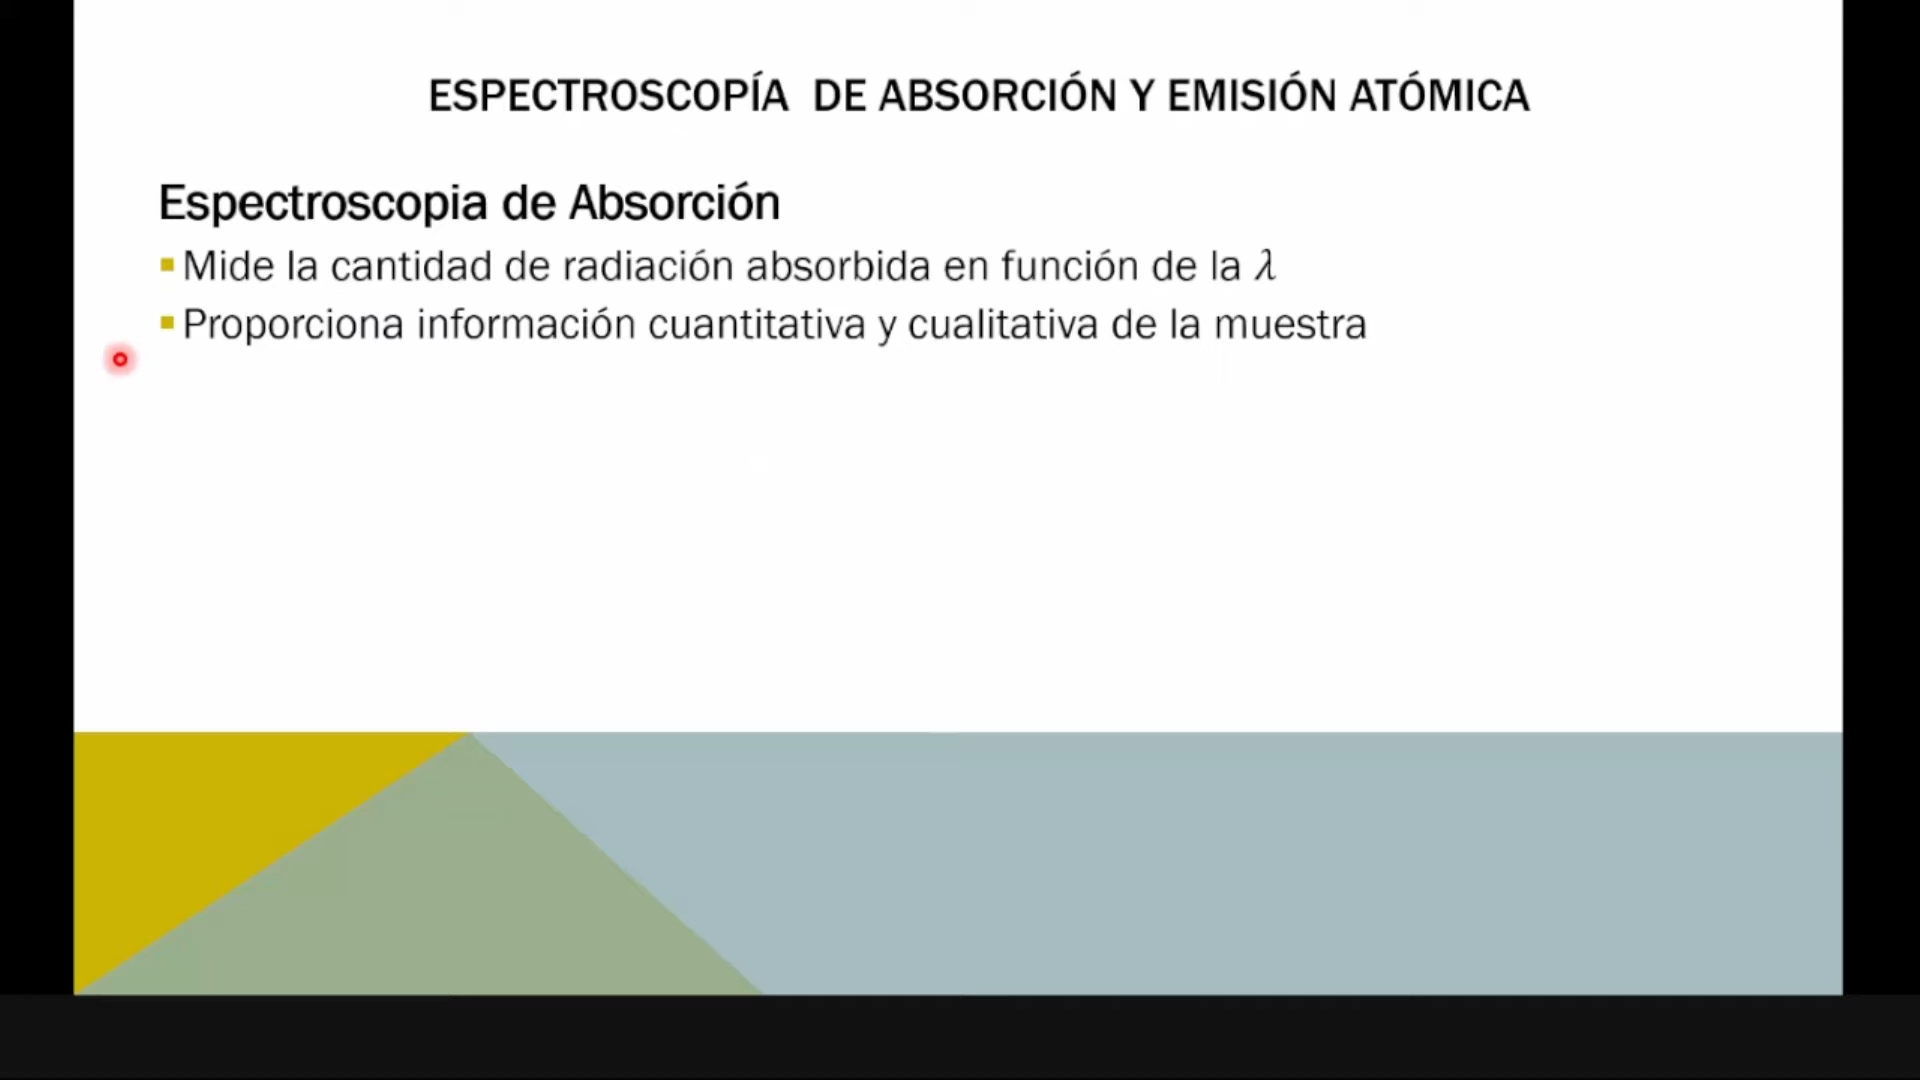 ESPECTROSCOPÍA DE ABSORCIÓN Y EMISIÓN ATÓMICA
Espectroscopia de Absorción
▪ Mide la cantidad de radiación absorbida en función de la λ
▪ Proporciona información cuantitativa y cualitativa de la muestra